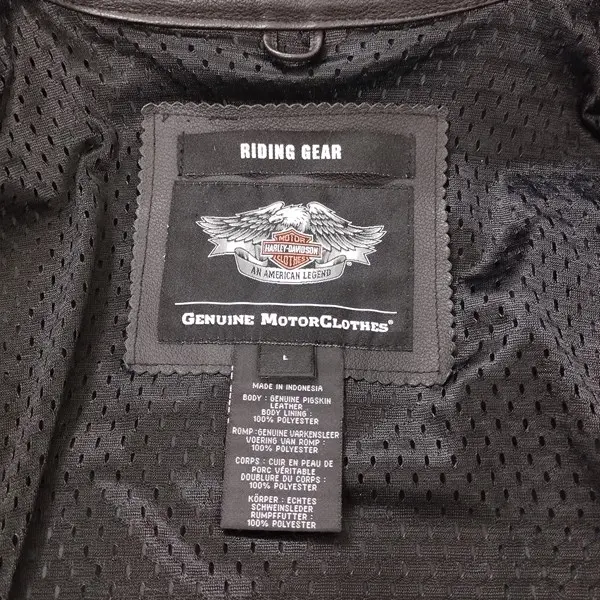 RIDING GEAR
MOTOR
HARLEY-DAVIDSON
CLOTHES
AN AMERICAN LEGEND
GENUINE MOTORCLOTHES®
L
MADE IN INDONESIA
BODY : GENUINE PIGSKIN
LEATHER
BODY LINING :
100% POLYESTER
ROMP :GENUINE VARKENSLEER
VOERING VAN ROMP :
100% POLYESTER
CORPS : CUIR EN PEAU DE
PORC VÉRITABLE
DOUBLURE DU CORPS :
100% POLYESTER
KÖRPER : ECHTES
SCHWEINSLEDER
RUMPFFUTTER :
100% POLYESTER